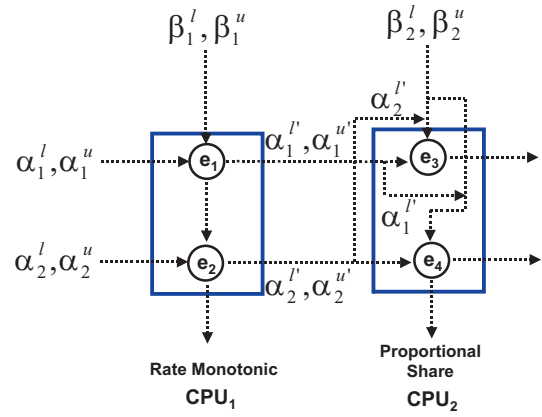 β₁ˡ, β₁ᵘ
β₂ˡ, β₂ᵘ
α₂ˡ'
α₁ˡ, α₁ᵘ
e₁
α₁ˡ', α₁ᵘ'
e₃
α₁ˡ'
α₂ˡ, α₂ᵘ
e₂
α₂ˡ', α₂ᵘ'
e₄
Rate Monotonic
CPU₁
Proportional
Share
CPU₂